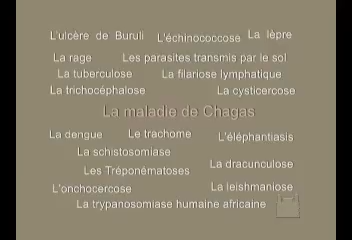 L'ulcère de Buruli L'échinococcose La lèpre
La rage Les parasites transmis par le sol
La tuberculose La filariose lymphatique
La trichocéphalose La cysticercose
La maladie de Chagas
La dengue Le trachome L'éléphantiasis
La schistosomiase
Les Tréponématoses La dracunculose
L'onchocercose La leishmaniose
La trypanosomiase humaine africaine